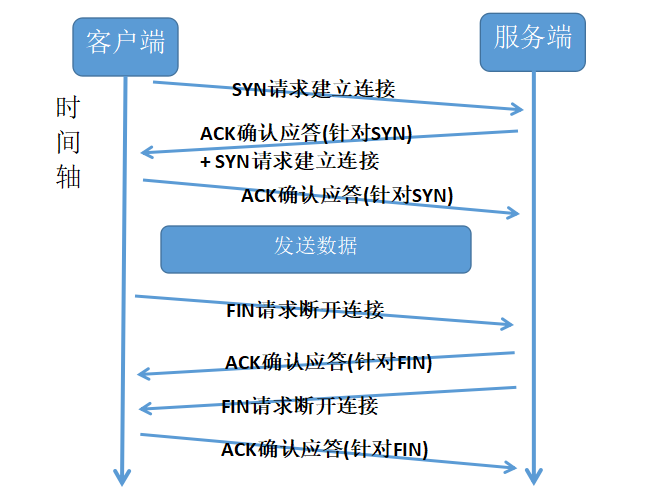 客户端
服务端
时
间
轴
SYN请求建立连接
ACK确认应答(针对SYN)
+ SYN请求建立连接
ACK确认应答(针对SYN)
发送数据
FIN请求断开连接
ACK确认应答(针对FIN)
FIN请求断开连接
ACK确认应答(针对FIN)